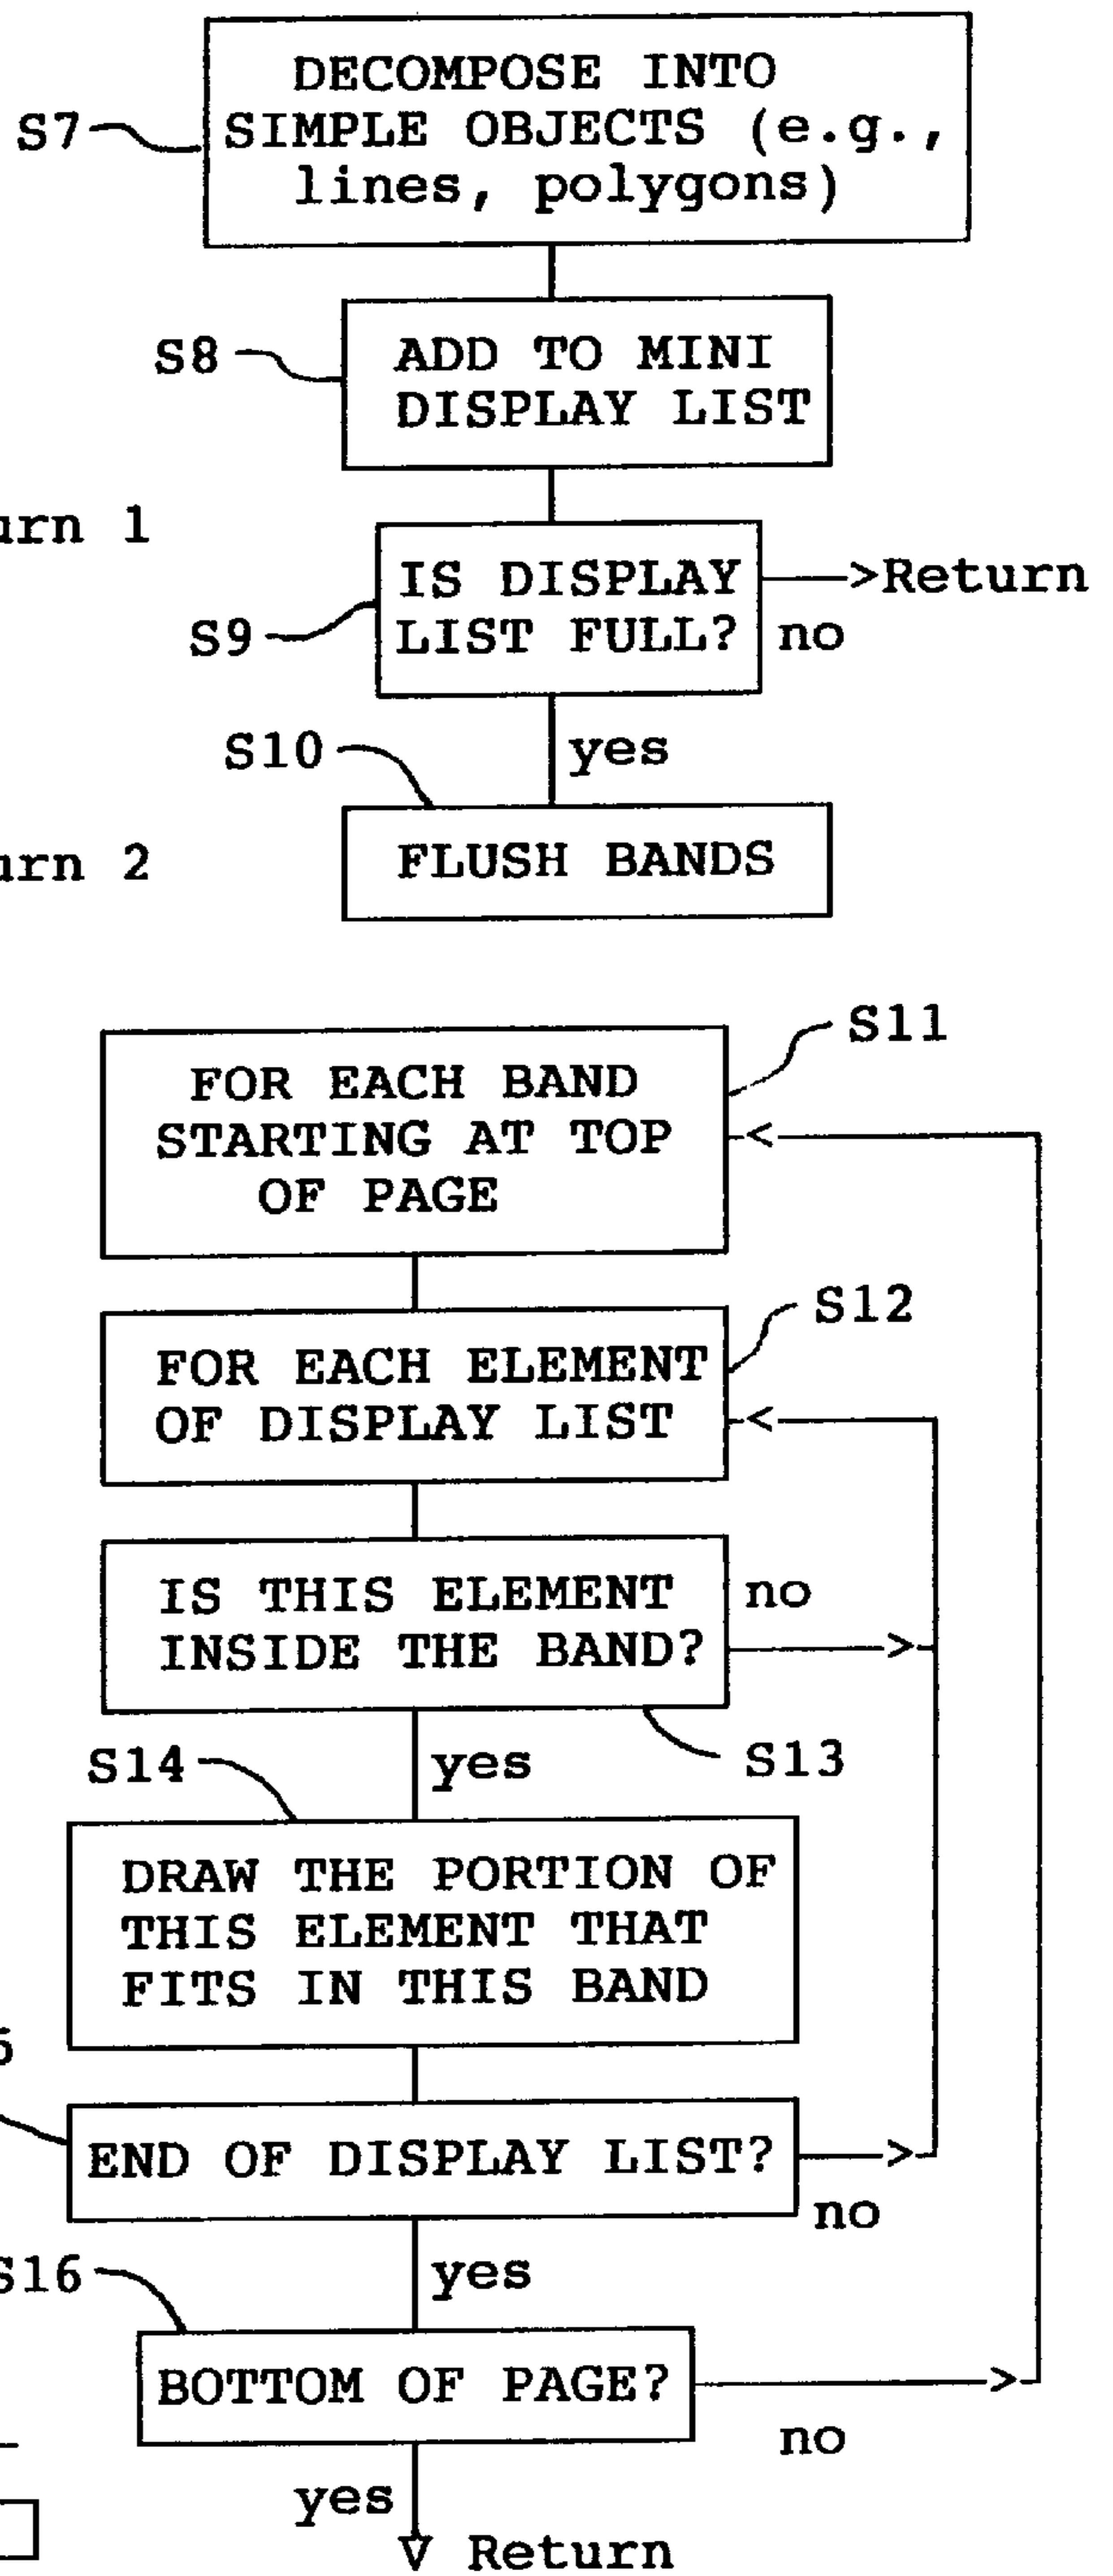 DECOMPOSE INTO
S7 SIMPLE OBJECTS (e.g.,
lines, polygons)
S8 ADD TO MINI
DISPLAY LIST
1
IS DISPLAY >Return
S9 LIST FULL? no
S10 yes
2 FLUSH BANDS
S11
FOR EACH BAND
STARTING AT TOP <
OF PAGE
S12
FOR EACH ELEMENT
OF DISPLAY LIST <
IS THIS ELEMENT no
INSIDE THE BAND? >
S14 yes S13
DRAW THE PORTION OF
THIS ELEMENT THAT
FITS IN THIS BAND
END OF DISPLAY LIST? >
no
S16 yes
BOTTOM OF PAGE? >
no
yes
Return